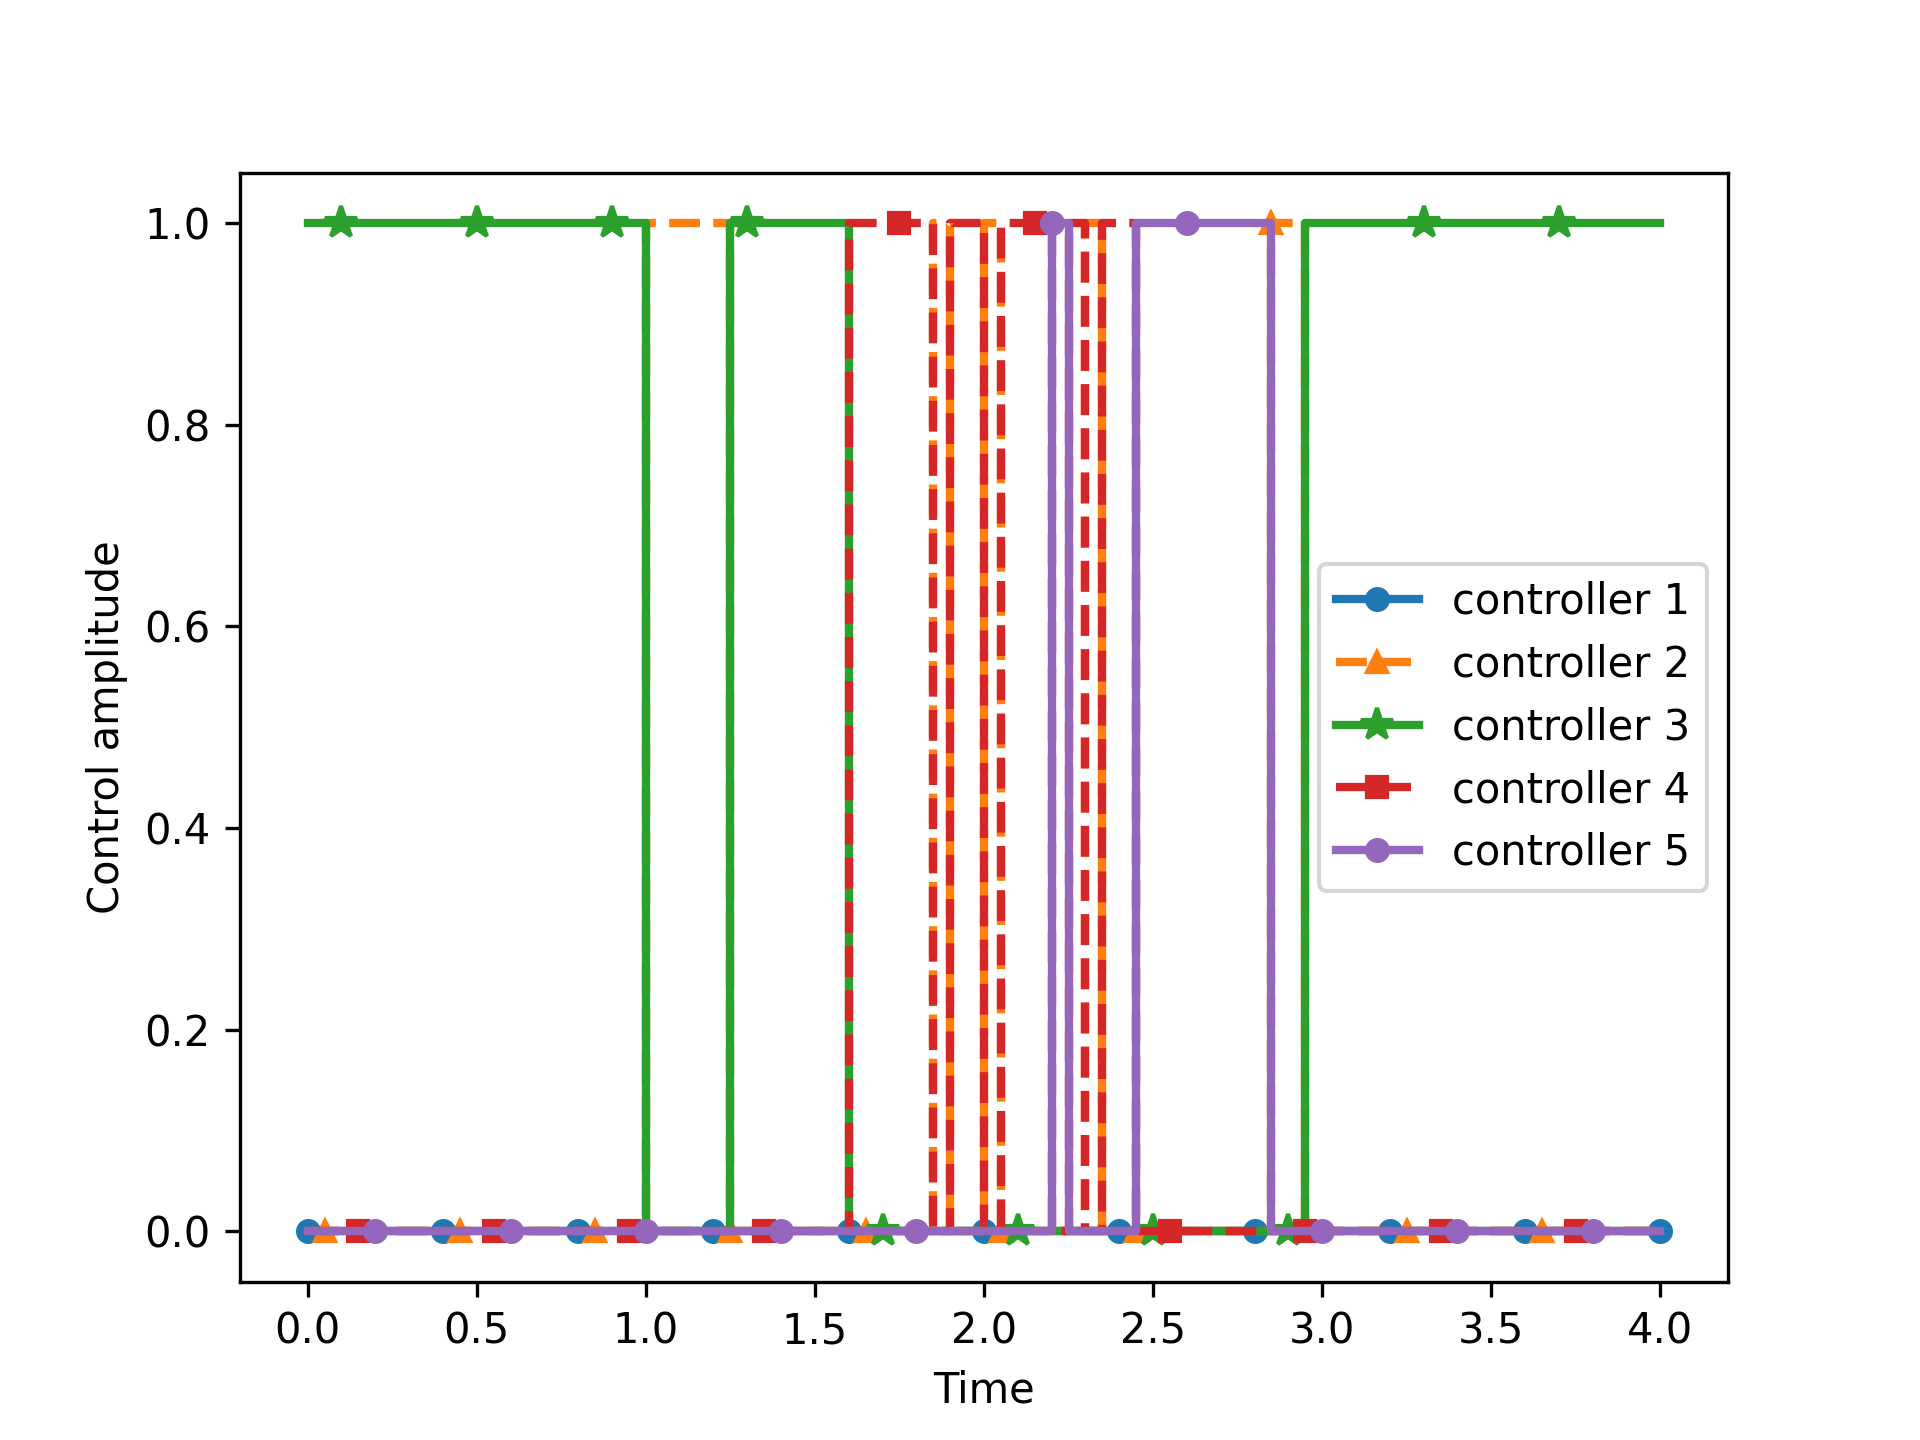 1.0
0.8
0.6
0.4
0.2
0.0
Control amplitude
controller 1
controller 2
controller 3
controller 4
controller 5
0.0 0.5 1.0 1.5 2.0 2.5 3.0 3.5 4.0
Time